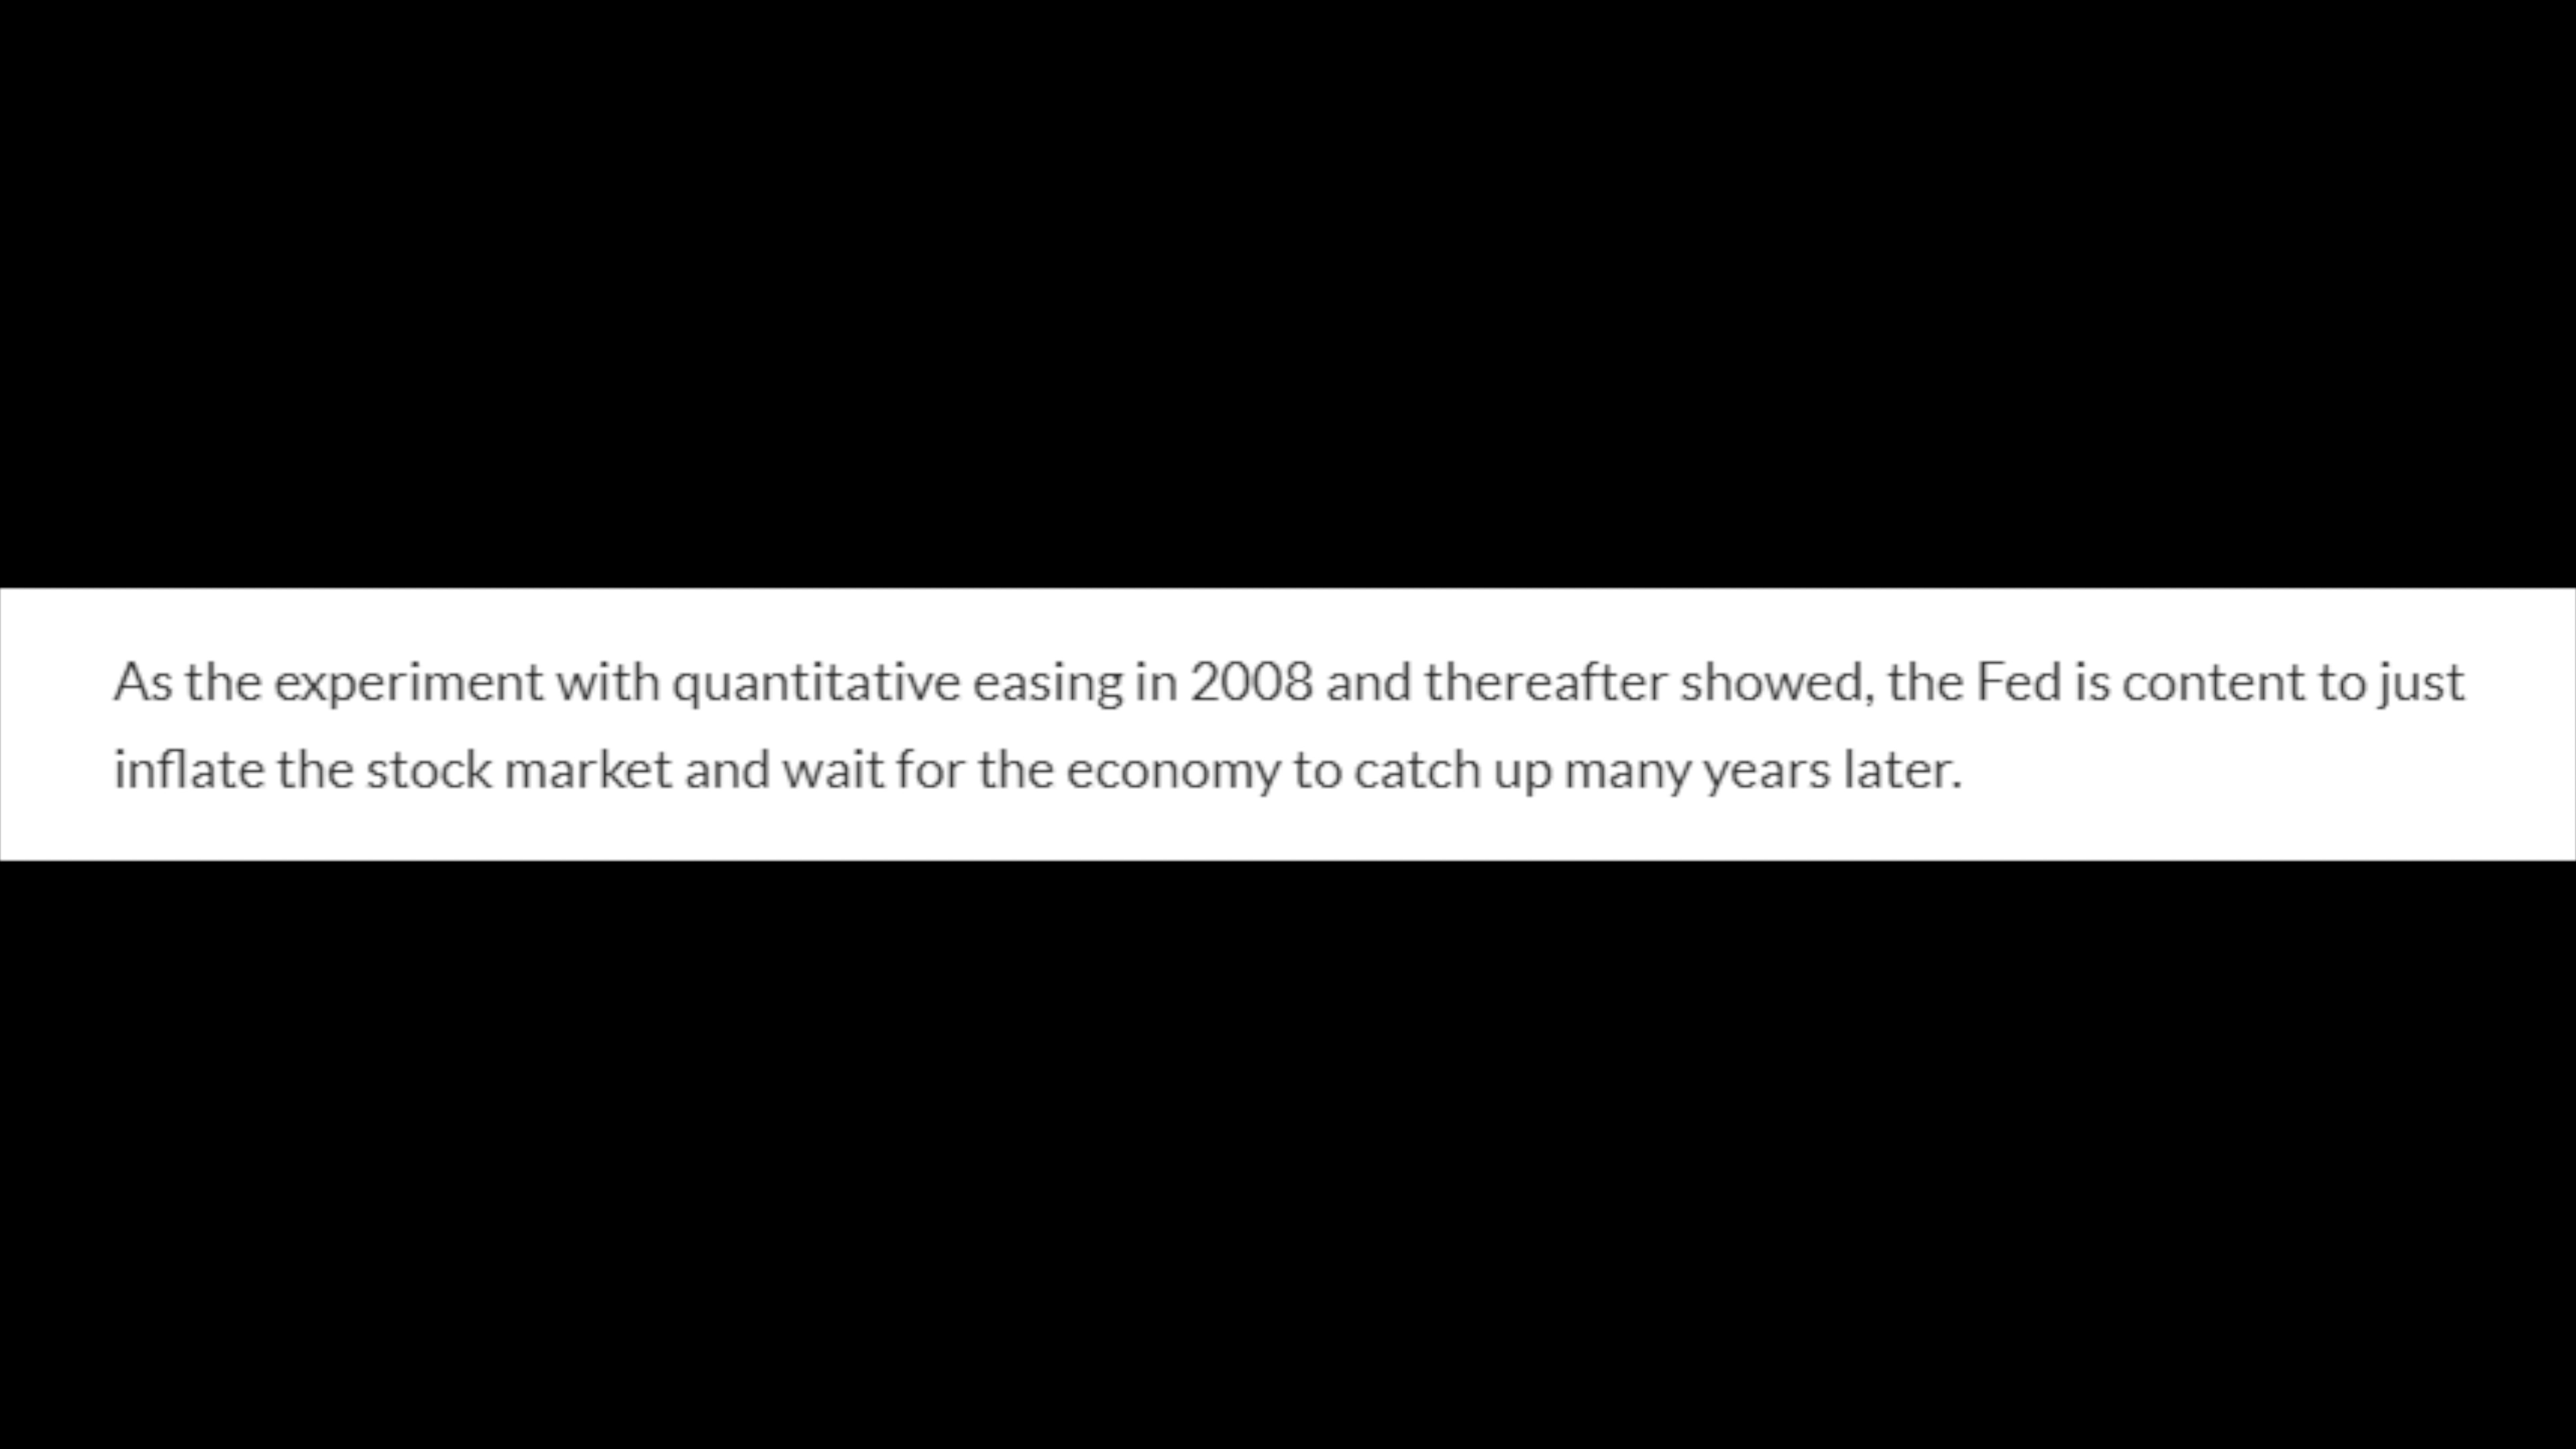 As the experiment with quantitative easing in 2008 and thereafter showed, the Fed is content to just
inflate the stock market and wait for the economy to catch up many years later.